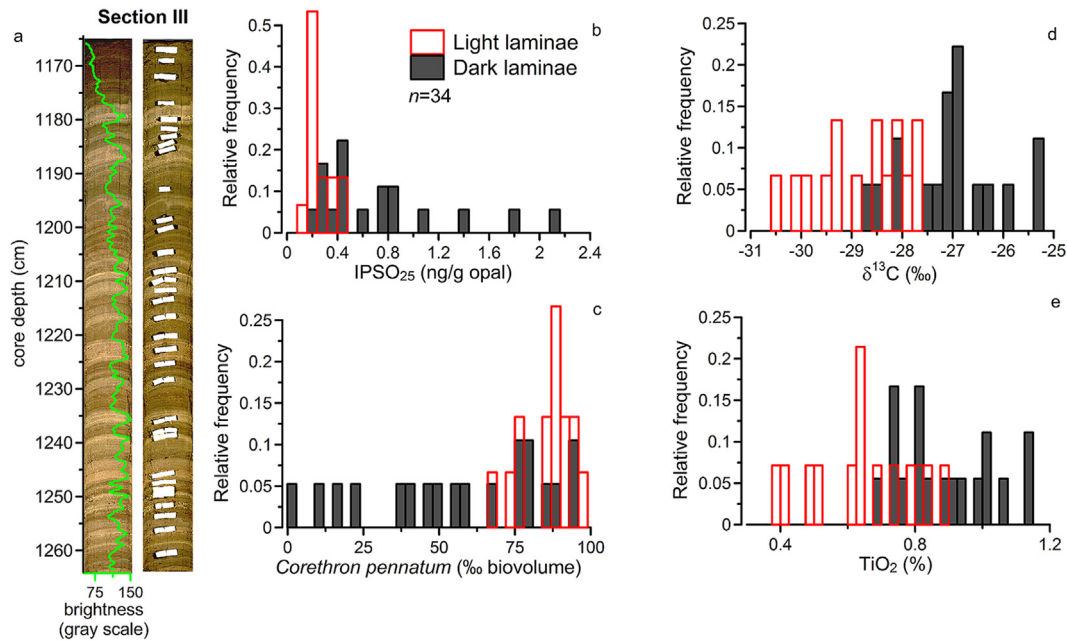 Section III
a
1170
1180
1190
1200
1210
1220
1230
1240
1250
1260
core depth (cm)
75 150
brightness
(gray scale)
b
Light laminae
Dark laminae
n=34
0.5
0.4
0.3
0.2
0.1
0
Relative frequency
0 0.4 0.8 1.2 1.6 2 2.4
IPSO25 (ng/g opal)
c
0.25
0.2
0.15
0.1
0.05
0
Relative frequency
0 25 50 75 100
Corethron pennatum (‰ biovolume)
d
0.25
0.2
0.15
0.1
0.05
0
Relative frequency
-31 -30 -29 -28 -27 -26 -25
δ¹³C (‰)
e
0.25
0.2
0.15
0.1
0.05
0
Relative frequency
0.4 0.8 1.2
TiO2 (%)